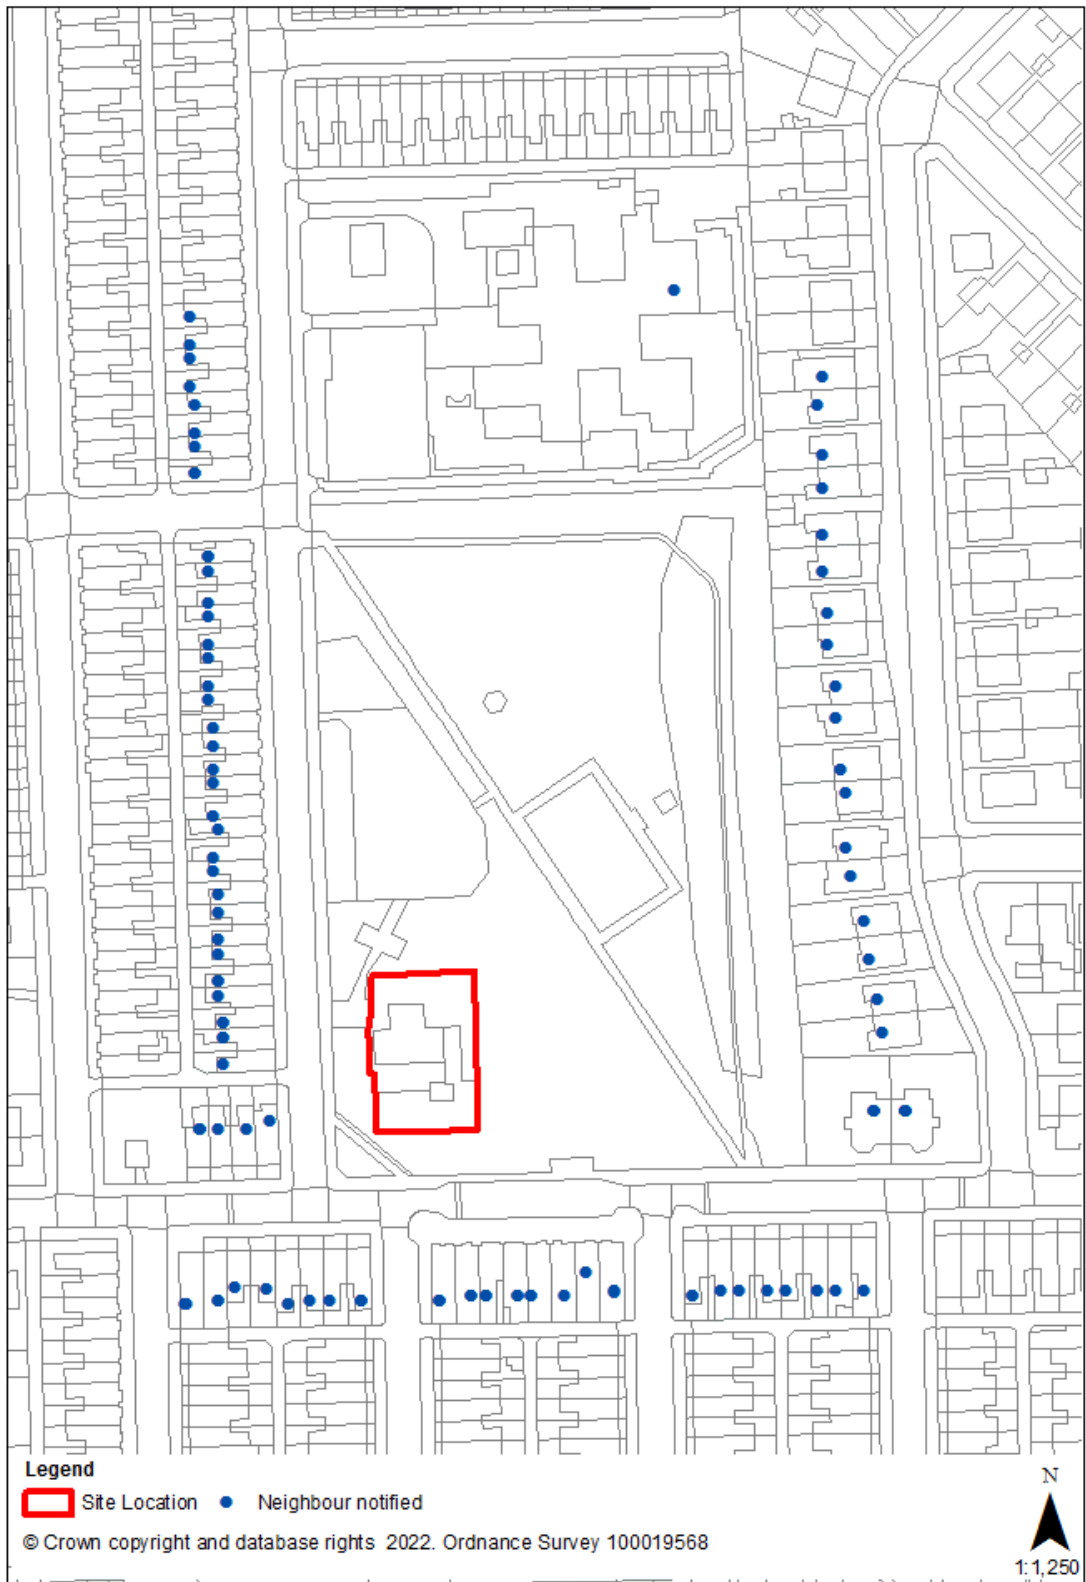 Legend
Site Location
Neighbour notified
N
© Crown copyright and database rights 2022. Ordnance Survey 100019568
1:1,250